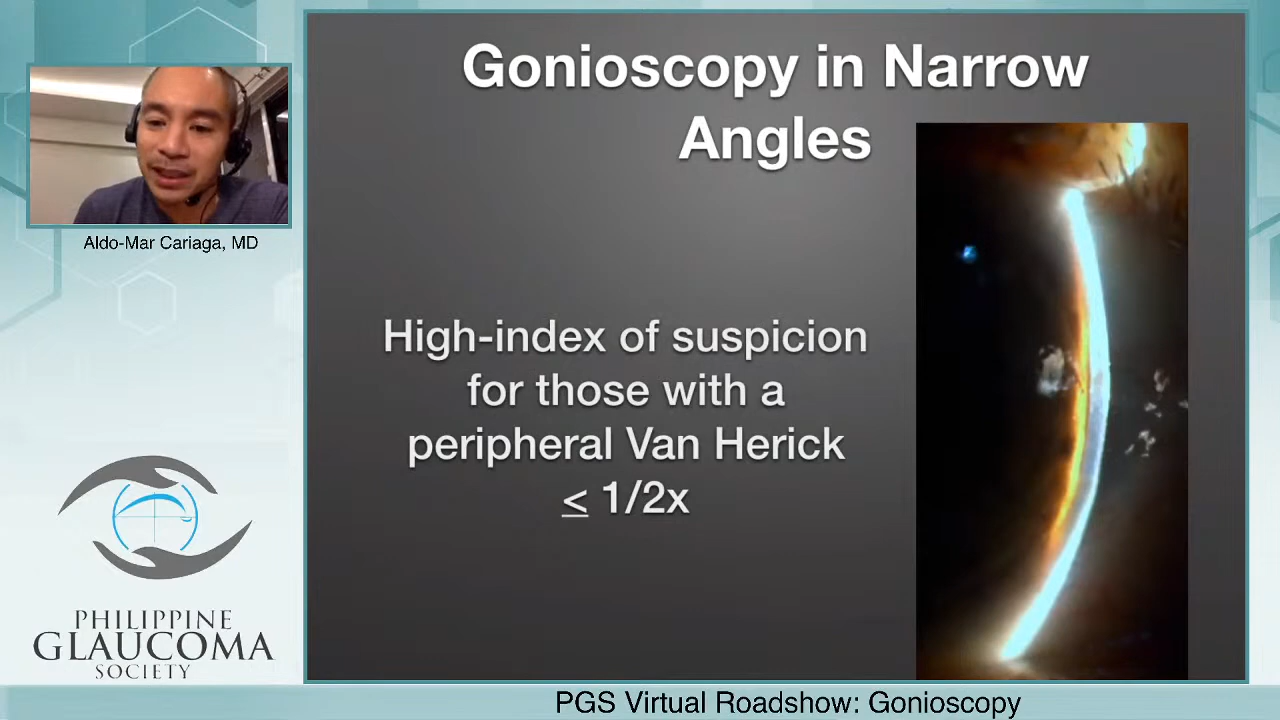 Gonioscopy in Narrow
Angles
Aldo-Mar Cariaga, MD
High-index of suspicion
for those with a
peripheral Van Herick
≤ 1/2x
PHILIPPINE
GLAUCOMA
SOCIETY
PGS Virtual Roadshow: Gonioscopy